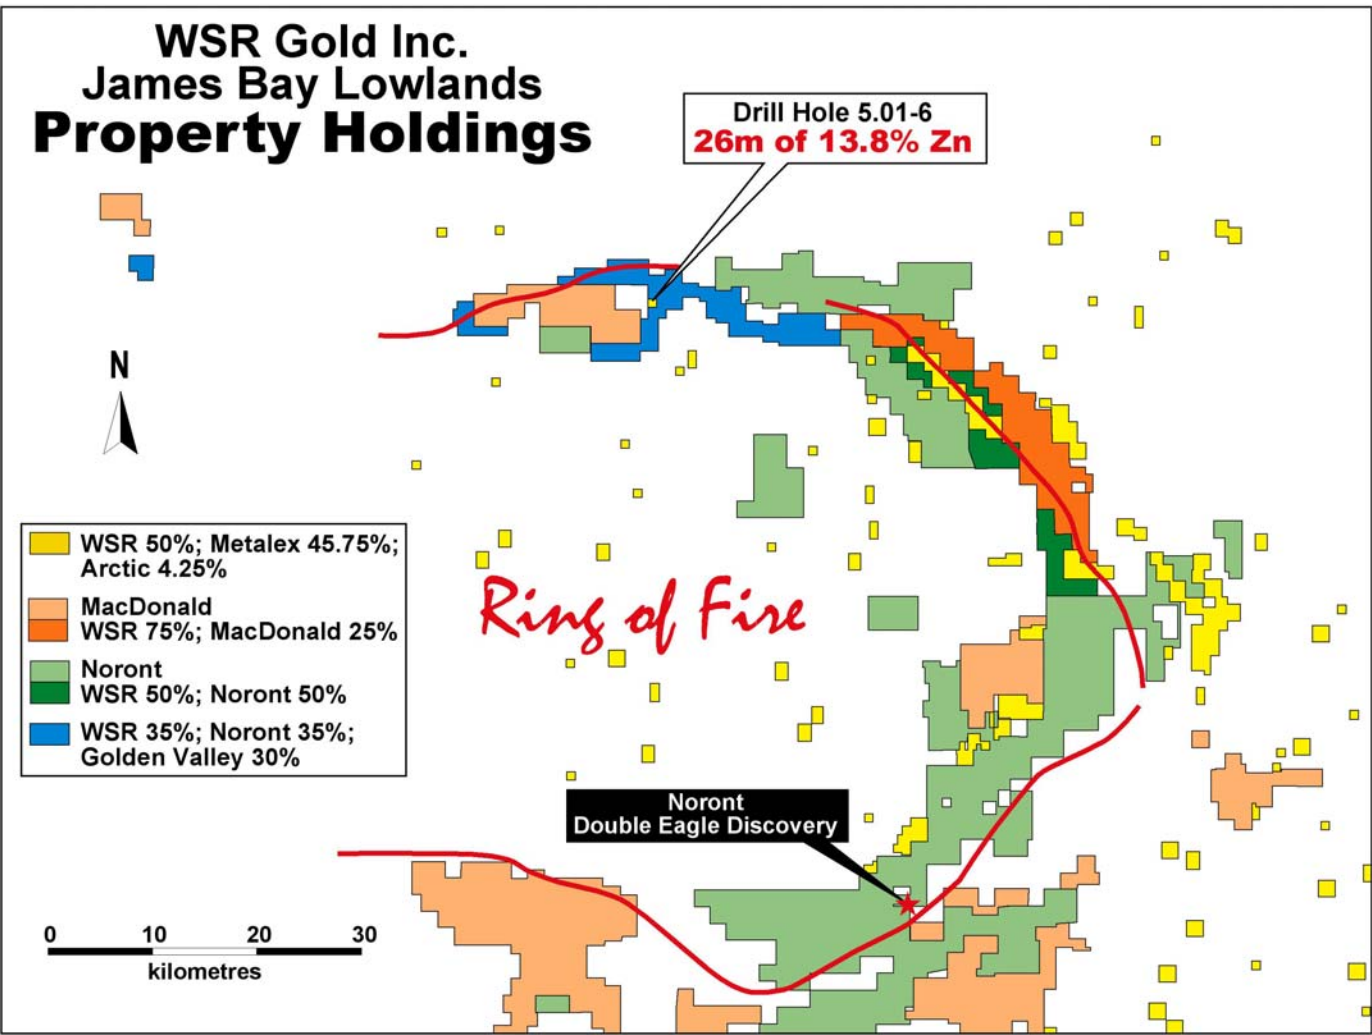 WSR Gold Inc.
James Bay Lowlands
Property Holdings
Drill Hole 5.01-6
26m of 13.8% Zn
N
WSR 50%; Metalex 45.75%;
Arctic 4.25%
MacDonald
WSR 75%; MacDonald 25%
Noront
WSR 50%; Noront 50%
WSR 35%; Noront 35%;
Golden Valley 30%
Ring of Fire
Noront
Double Eagle Discovery
0 10 20 30
kilometres